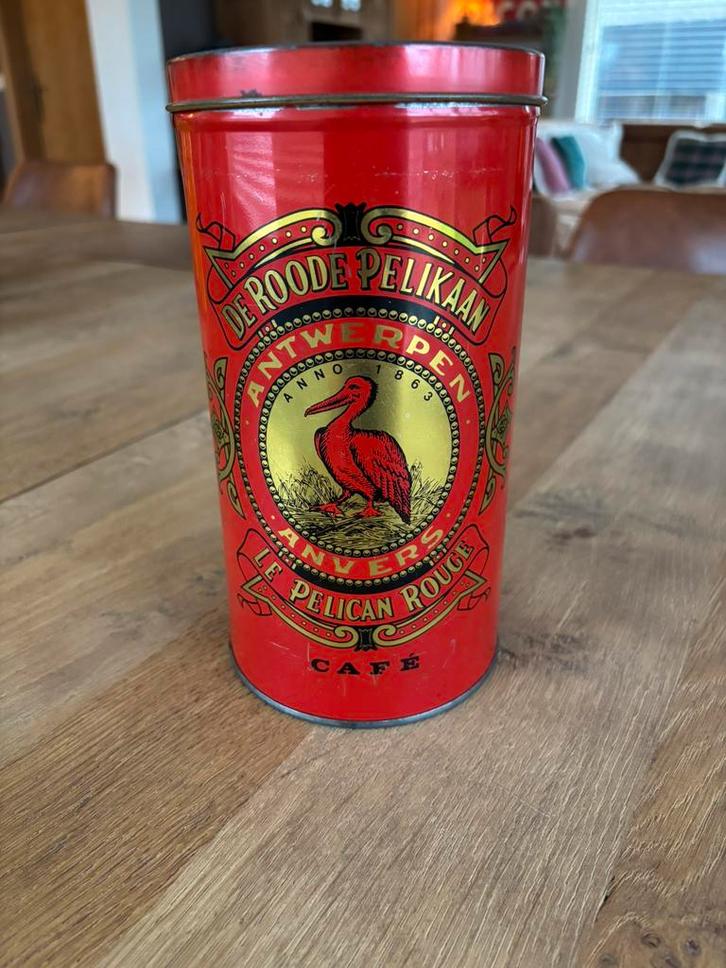 DE ROODE PELIKAAN
ANTWERPEN
ANNO 1863
ANVERS
LE PELICAN ROUGE
CAFÉ